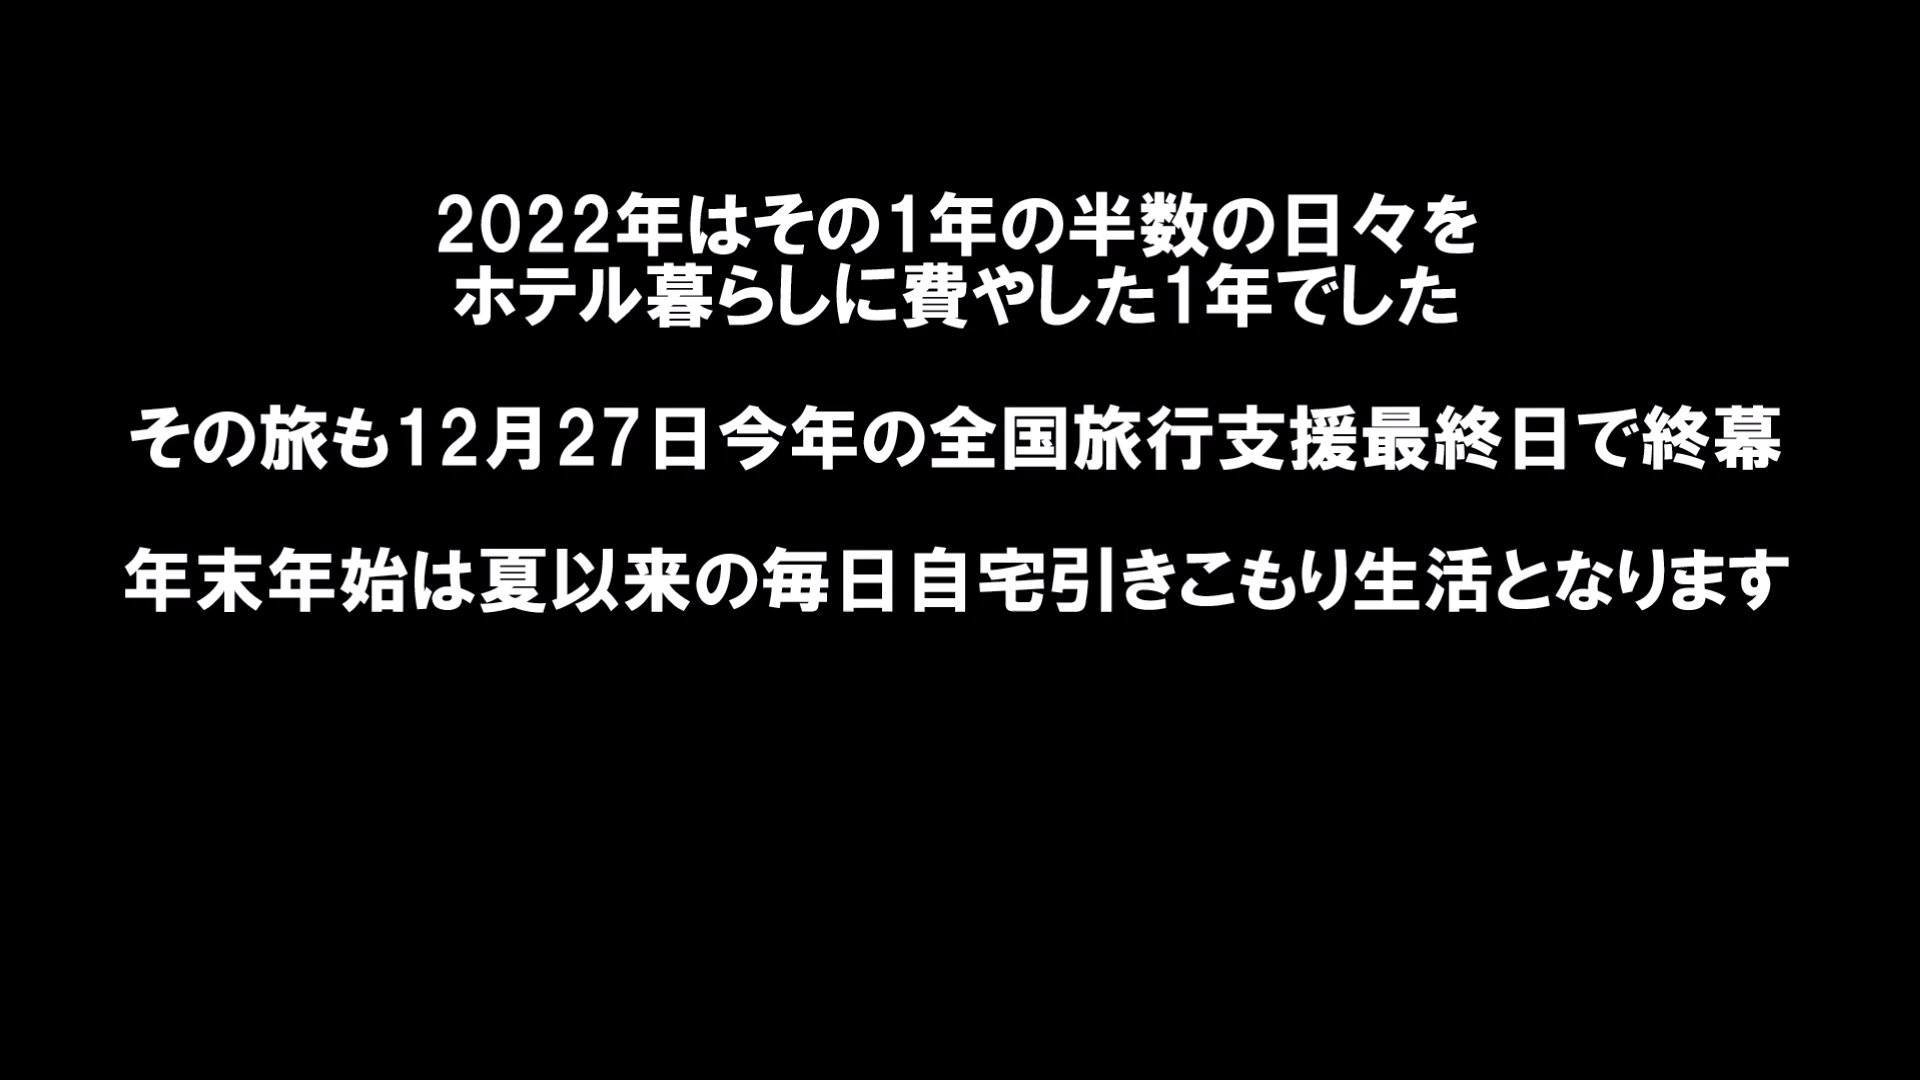 2022年はその1年の半数の日々を
ホテル暮らしに費やした1年でした
その旅も12月27日今年の全国旅行支援最終日で終幕
年末年始は夏以来の毎日自宅引きこもり生活となります